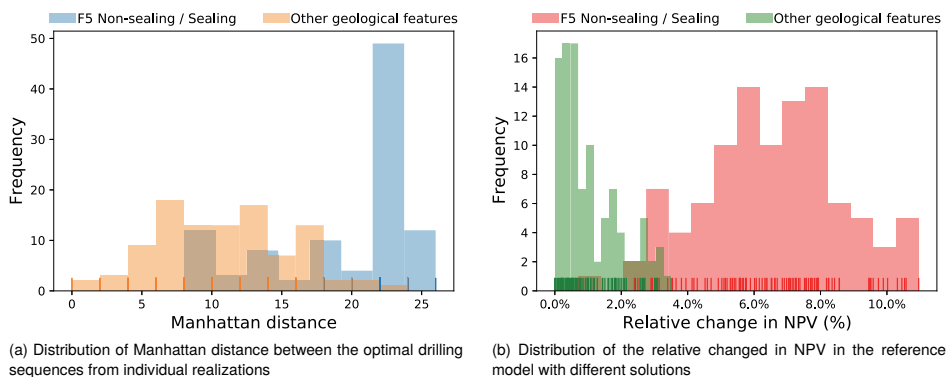 F5 Non-sealing / Sealing
Other geological features
50
40
30
20
10
0
Frequency
0
5
10
15
20
25
Manhattan distance
(a) Distribution of Manhattan distance between the optimal drilling
sequences from individual realizations
F5 Non-sealing / Sealing
Other geological features
16
14
12
10
8
6
4
2
0
Frequency
0.0%
2.0%
4.0%
6.0%
8.0%
10.0%
Relative change in NPV (%)
(b) Distribution of the relative changed in NPV in the reference
model with different solutions